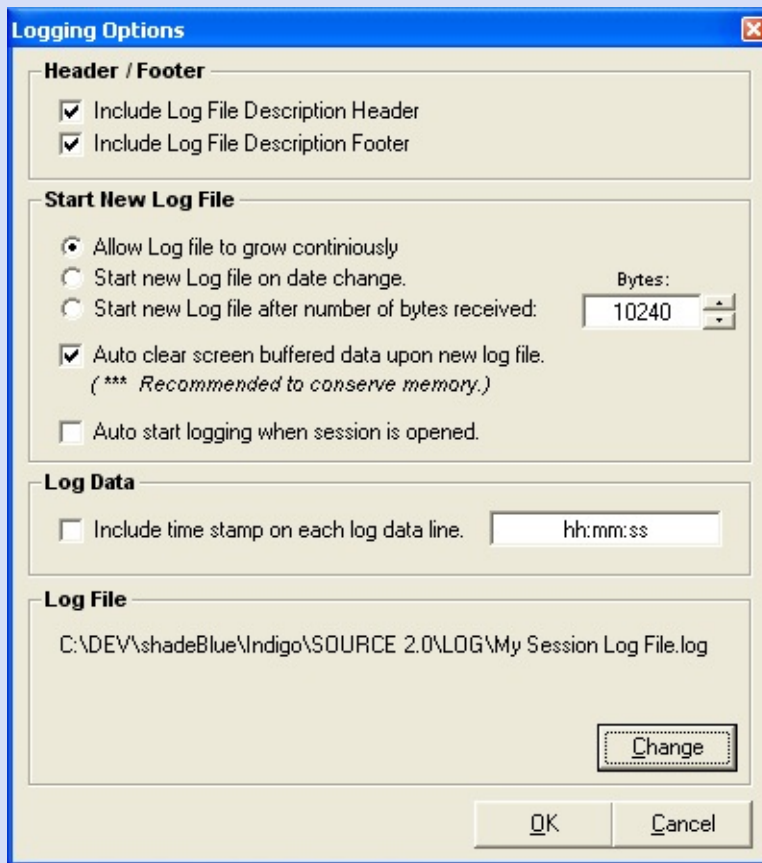 Logging Options
Header / Footer
Include Log File Description Header
Include Log File Description Footer
Start New Log File
Allow Log file to grow continiously
Start new Log file on date change.
Bytes:
Start new Log file after number of bytes received:
10240
Auto clear screen buffered data upon new log file.
( *** Recommended to conserve memory.)
Auto start logging when session is opened.
Log Data
Include time stamp on each log data line.
hh:mm:ss
Log File
C:\DEV\shadeBlue\Indigo\SOURCE 2.0\LOG\My Session Log File.log
Change
OK
Cancel